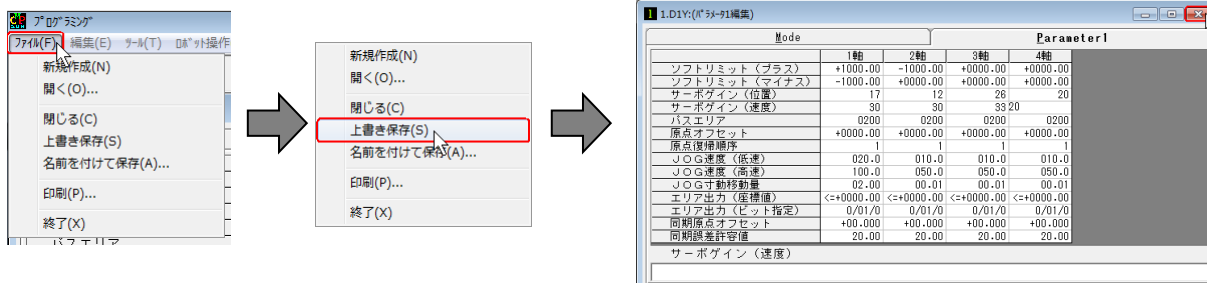 プログラミング
ファイル(F) 編集(E) ツール(T) ロボット操作
新規作成(N)
開く(O)...
閉じる(C)
上書き保存(S)
名前を付けて保存(A)...
印刷(P)...
終了(X)
パスエリア
新規作成(N)
開く(O)...
閉じる(C)
上書き保存(S)
名前を付けて保存(A)...
印刷(P)...
終了(X)
1.D1Y:(パラメータ1編集)
Mode Parameter1
1軸 2軸 3軸 4軸
ソフトリミット（プラス） +1000.00 -1000.00 +0000.00 +0000.00
ソフトリミット（マイナス） -1000.00 +0000.00 +0000.00 +0000.00
サーボゲイン（位置） 17 12 26 20
サーボゲイン（速度） 30 30 33 20
パスエリア 0200 0200 0200 0200
原点オフセット +0000.00 +0000.00 +0000.00 +0000.00
原点復帰順序 1 1 1 1
ＪＯＧ速度（低速） 020.0 010.0 010.0 010.0
ＪＯＧ速度（高速） 100.0 050.0 050.0 050.0
ＪＯＧ寸動移動量 02.00 00.01 00.01 00.01
エリア出力（座標値） <=+0000.00 <=+0000.00 <=+0000.00 <=+0000.00
エリア出力（ビット指定） 0/01/0 0/01/0 0/01/0 0/01/0
同期原点オフセット +00.000 +00.000 +00.000 +00.000
同期誤差許容値 20.00 20.00 20.00 20.00
サーボゲイン（速度）